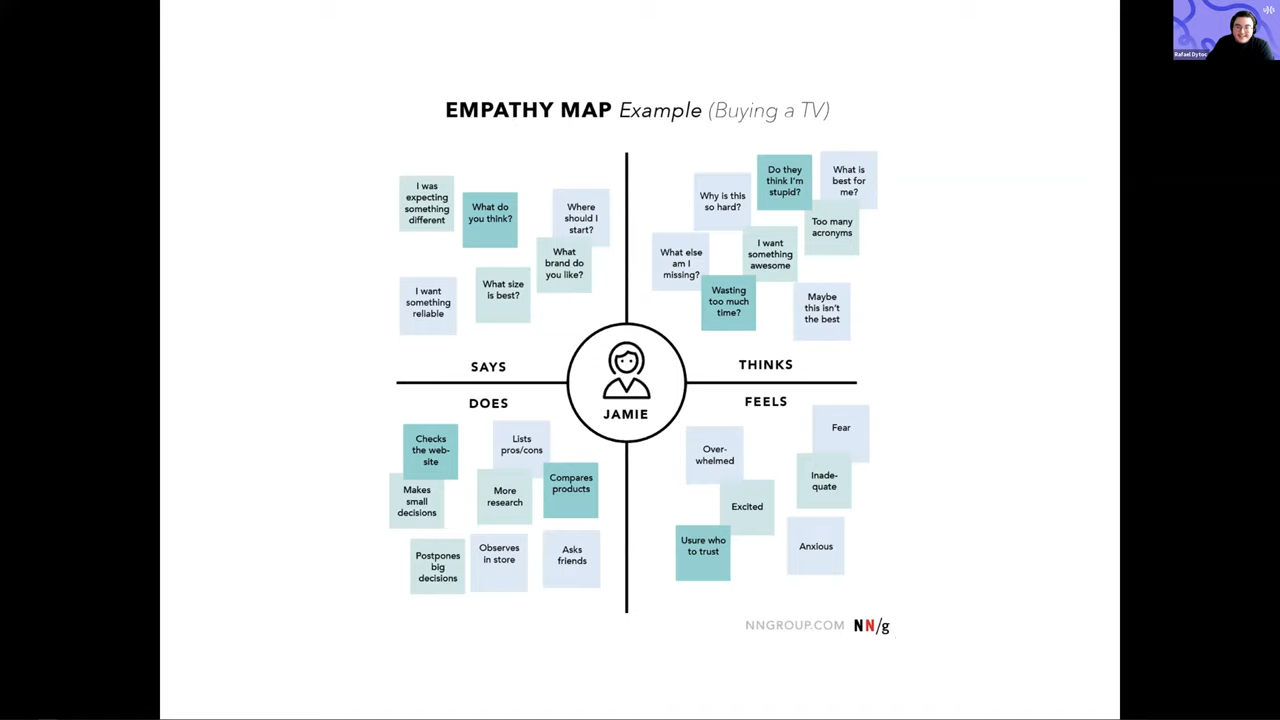 Rafael Dytoc
EMPATHY MAP Example (Buying a TV)
I was
expecting
something
different
What do
you think?
Where
should I
start?
What
brand do
you like?
I want
something
reliable
What size
is best?
SAYS
Why is this
so hard?
Do they
think I'm
stupid?
What is
best for
me?
Too many
acronyms
What else
am I
missing?
I want
something
awesome
Wasting
too much
time?
Maybe
this isn't
the best
THINKS
JAMIE
DOES
Checks
the web-
site
Lists
pros/cons
Makes
small
decisions
More
research
Compares
products
Postpones
big
decisions
Observes
in store
Asks
friends
FEELS
Over-
whelmed
Fear
Inade-
quate
Excited
Usure who
to trust
Anxious
NNGROUP.COM NN/g